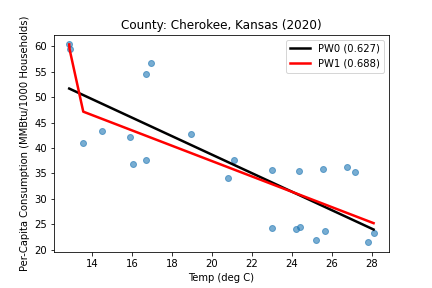 County: Cherokee, Kansas (2020)
Per-Capita Consumption (MMBtu/1000 Households)
60
55
50
45
40
35
30
25
20
PW0 (0.627)
PW1 (0.688)
14 16 18 20 22 24 26 28
Temp (deg C)